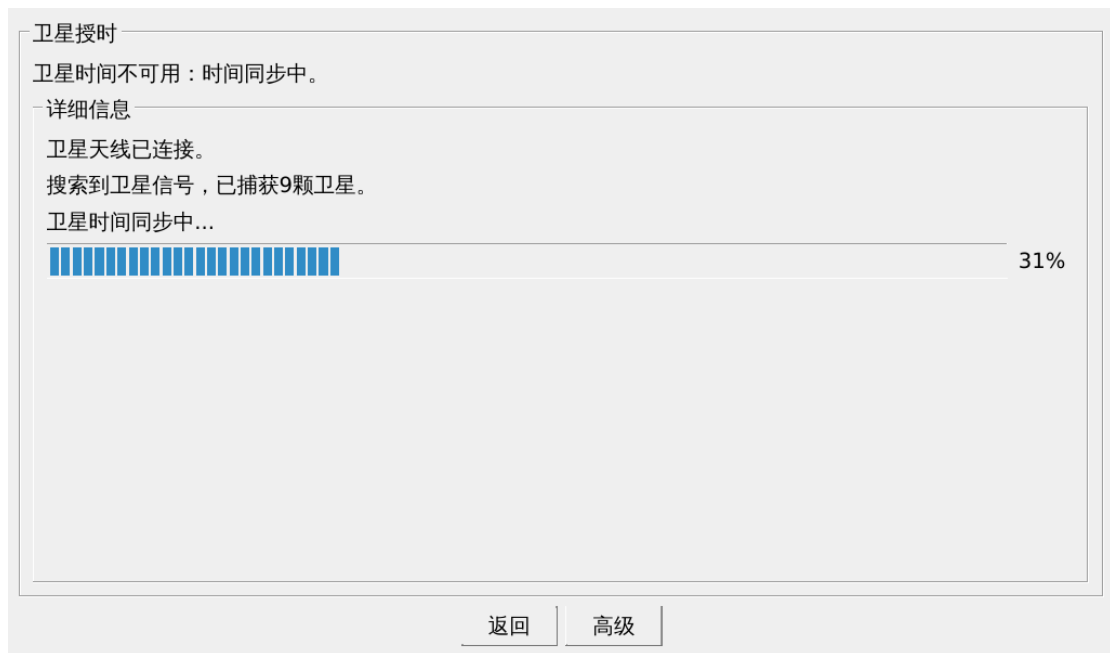 卫星授时
卫星时间不可用：时间同步中。
详细信息
卫星天线已连接。
搜索到卫星信号，已捕获9颗卫星。
卫星时间同步中...
31%
返回
高级